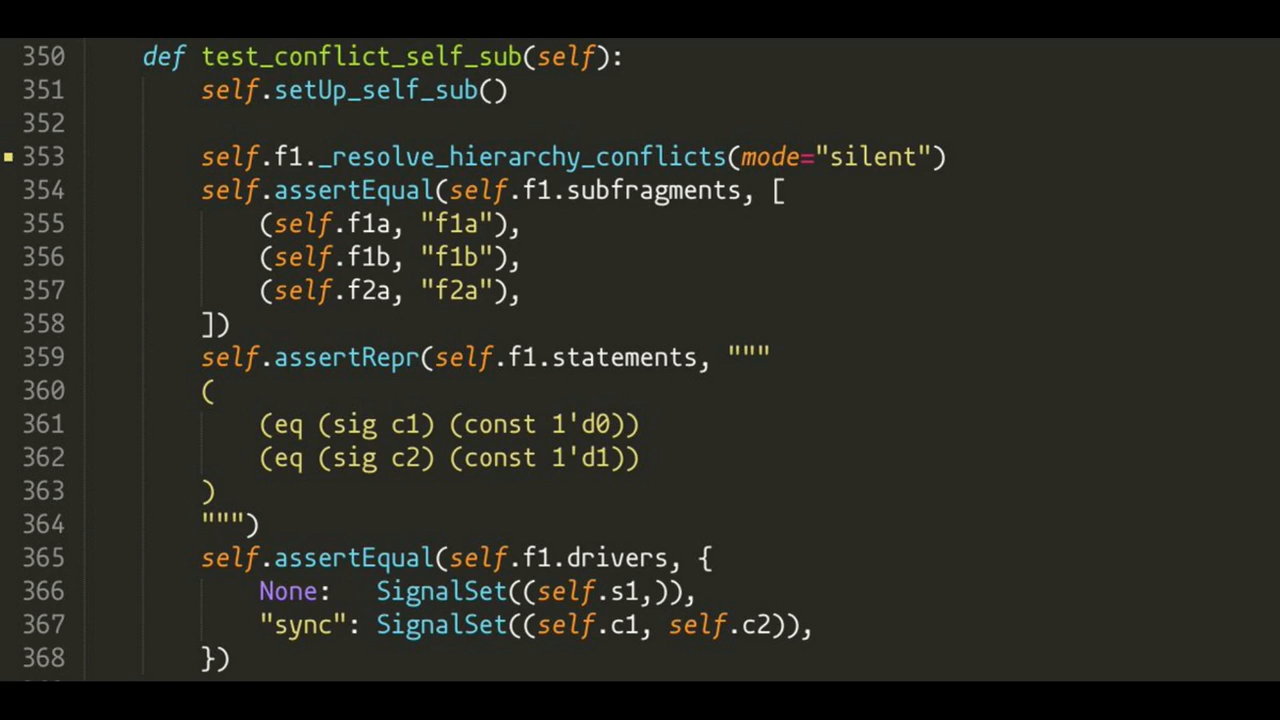 350 def test_conflict_self_sub(self):
351 self.setUp_self_sub()
352
353 self.f1._resolve_hierarchy_conflicts(mode="silent")
354 self.assertEqual(self.f1.subfragments, [
355 (self.f1a, "f1a"),
356 (self.f1b, "f1b"),
357 (self.f2a, "f2a"),
358 ])
359 self.assertRepr(self.f1.statements, """
360 (
361 (eq (sig c1) (const 1'd0))
362 (eq (sig c2) (const 1'd1))
363 )
364 """)
365 self.assertEqual(self.f1.drivers, {
366 None: SignalSet((self.s1,)),
367 "sync": SignalSet((self.c1, self.c2)),
368 })